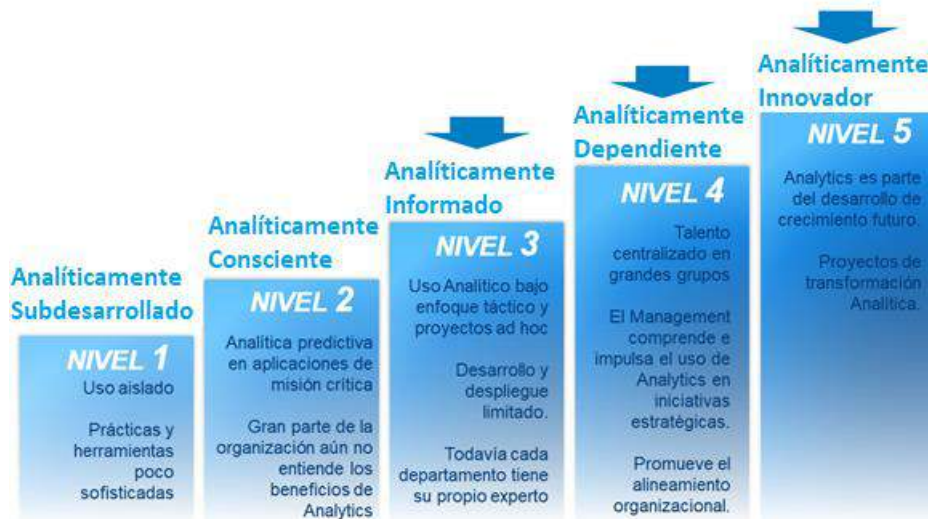 Analíticamente
Subdesarrollado
NIVEL 1
Uso aislado
Prácticas y
herramientas
poco
sofisticadas
Analíticamente
Consciente
NIVEL 2
Analítica predictiva
en aplicaciones de
misión crítica
Gran parte de la
organización aún no
entiende los
beneficios de
Analytics
Analíticamente
Informado
NIVEL 3
Uso Analítico bajo
enfoque táctico y
proyectos ad hoc
Desarrollo y
despliegue
limitado.
Todavía cada
departamento tiene
su propio experto
Analíticamente
Dependiente
NIVEL 4
Talento
centralizado en
grandes grupos
El Management
comprende e
impulsa el uso de
Analytics en
iniciativas
estratégicas.
Promueve el
alineamiento
organizacional.
Analíticamente
Innovador
NIVEL 5
Analytics es parte
del desarrollo de
crecimiento futuro.
Proyectos de
transformación
Analítica.